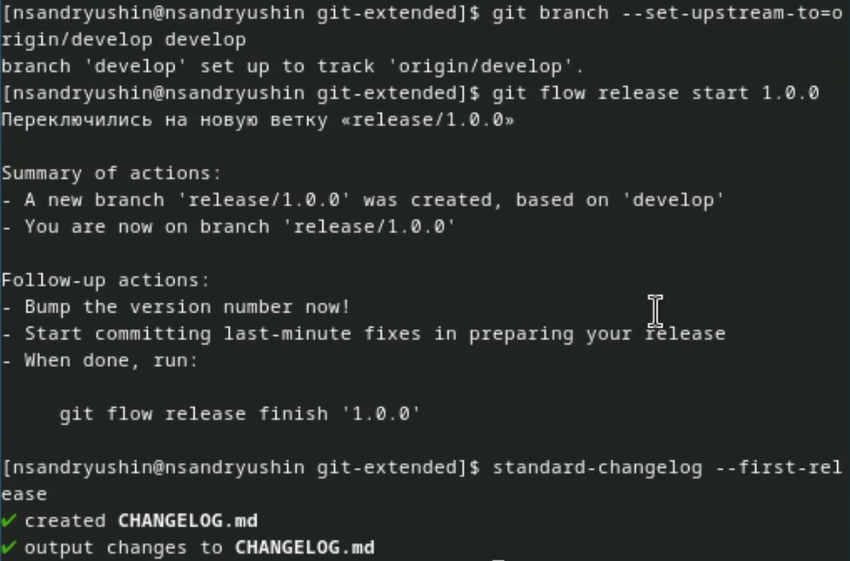 [nsandryushin@nsandryushin git-extended]$ git branch --set-upstream-to=o
rigin/develop develop
branch 'develop' set up to track 'origin/develop'.
[nsandryushin@nsandryushin git-extended]$ git flow release start 1.0.0
Переключились на новую ветку «release/1.0.0»
Summary of actions:
- A new branch 'release/1.0.0' was created, based on 'develop'
- You are now on branch 'release/1.0.0'
Follow-up actions:
- Bump the version number now!
- Start committing last-minute fixes in preparing your release
- When done, run:
git flow release finish '1.0.0'
[nsandryushin@nsandryushin git-extended]$ standard-changelog --first-rel
ease
✔ created CHANGELOG.md
✔ output changes to CHANGELOG.md